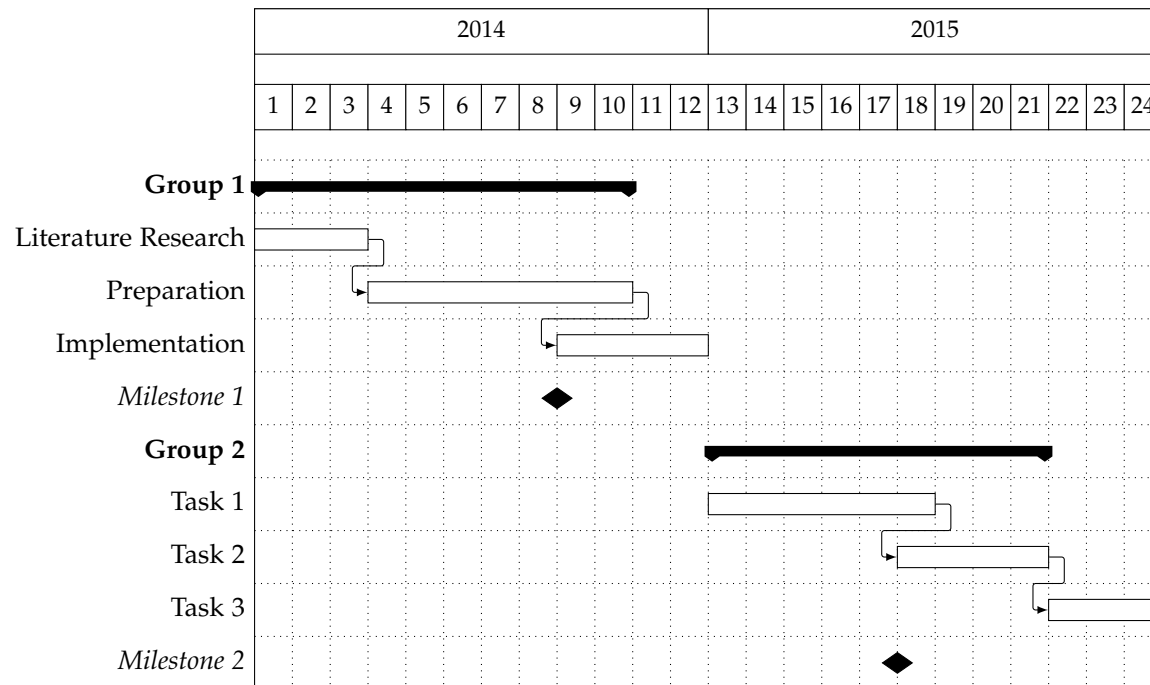 2014 2015
1 2 3 4 5 6 7 8 9 10 11 12 13 14 15 16 17 18 19 20 21 22 23 24
Group 1
Literature Research
Preparation
Implementation
Milestone 1
Group 2
Task 1
Task 2
Task 3
Milestone 2